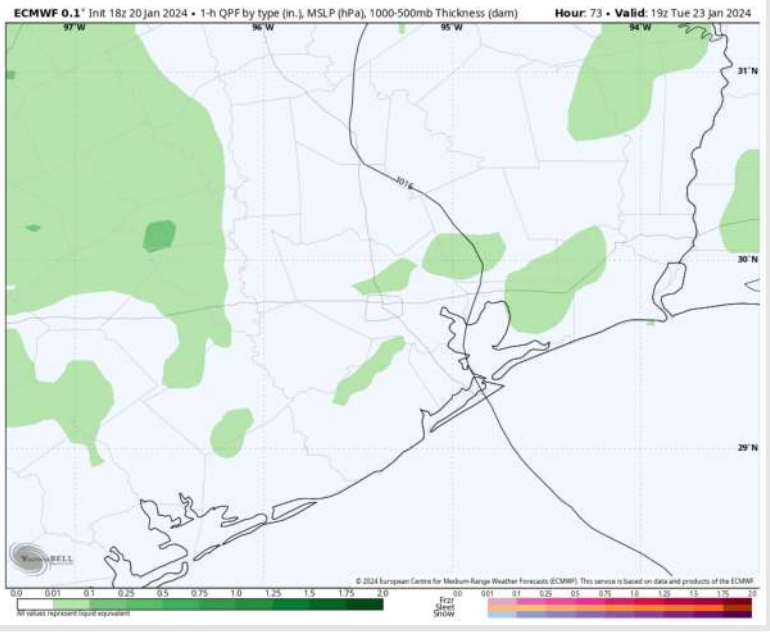 ECMWF 0.1° Init 18z 20 Jan 2024 • 1-h QPF by type (in.), MSLP (hPa), 1000-500mb Thickness (dam)
Hour: 73 • Valid: 19z Tue 23 Jan 2024
97°W
96°W
95°W
94°W
31°N
1016
30°N
29°N
WeatherBELL
© 2024 European Centre for Medium-Range Weather Forecasts (ECMWF). This service is based on data and products of the ECMWF
0.0 0.01 0.1 0.25 0.5 0.75 1.0 1.25 1.5 1.75 2.0
All values represent liquid equivalent
0.0 0.01 0.1 0.25 0.5 0.75 1.0 1.25 1.5 2.0
Frzr
Sleet
Snow